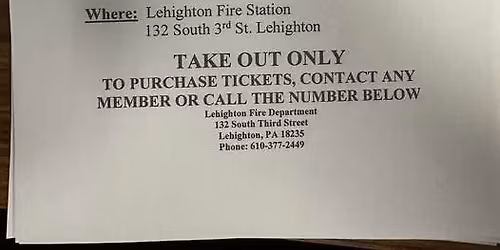 Where: Lehighton Fire Station
132 South 3rd St. Lehighton
TAKE OUT ONLY
TO PURCHASE TICKETS, CONTACT ANY
MEMBER OR CALL THE NUMBER BELOW
Lehighton Fire Department
132 South Third Street
Lehighton, PA 18235
Phone: 610-377-2449